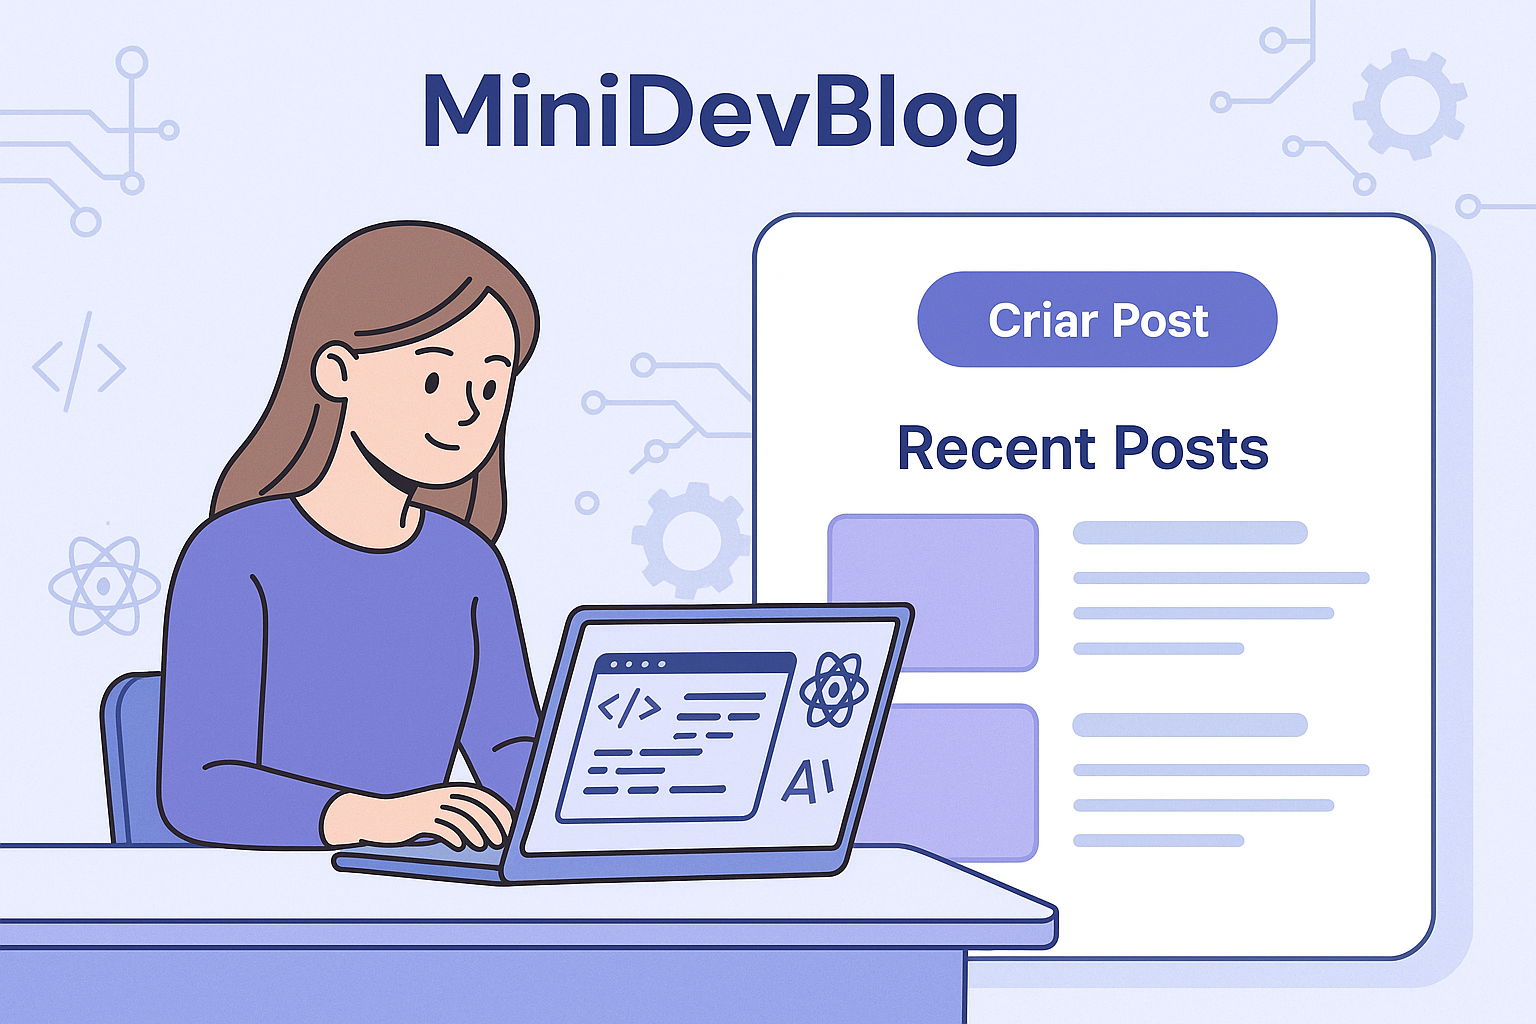 MiniDevBlog
Criar Post
Recent Posts
</>
</>
AI